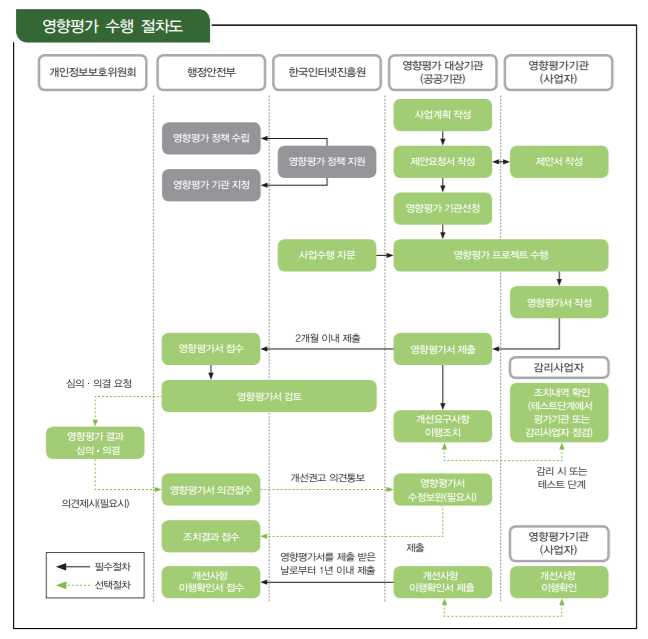 영향평가 수행 절차도
개인정보보호위원회
행정안전부
한국인터넷진흥원
영향평가 대상기관
(공공기관)
영향평가기관
(사업자)
사업계획 작성
영향평가 정책 수립
영향평가 정책 지원
제안요청서 작성
제안서 작성
영향평가 기관 지정
영향평가 기관선정
사업수행 자문
영향평가 프로젝트 수행
영향평가서 작성
2개월 이내 제출
영향평가서 접수
영향평가서 제출
감리사업자
심의 · 의결 요청
영향평가서 검토
조치내역 확인
(테스트단계에서
평가기관 또는
감리사업자 점검)
개선요구사항
이행조치
영향평가 결과
심의 · 의결
감리 시 또는
테스트 단계
개선권고 의견통보
영향평가서 의견접수
영향평가서
수정보완(필요시)
의견제시(필요시)
조치결과 접수
제출
영향평가기관
(사업자)
영향평가서를 제출 받은
날로부터 1년 이내 제출
필수절차
선택절차
개선사항
이행확인서 접수
개선사항
이행확인서 제출
개선사항
이행확인